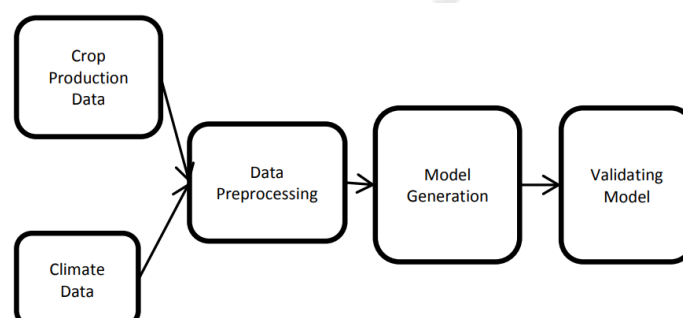 Crop
Production
Data
Climate
Data
Data
Preprocessing
Model
Generation
Validating
Model